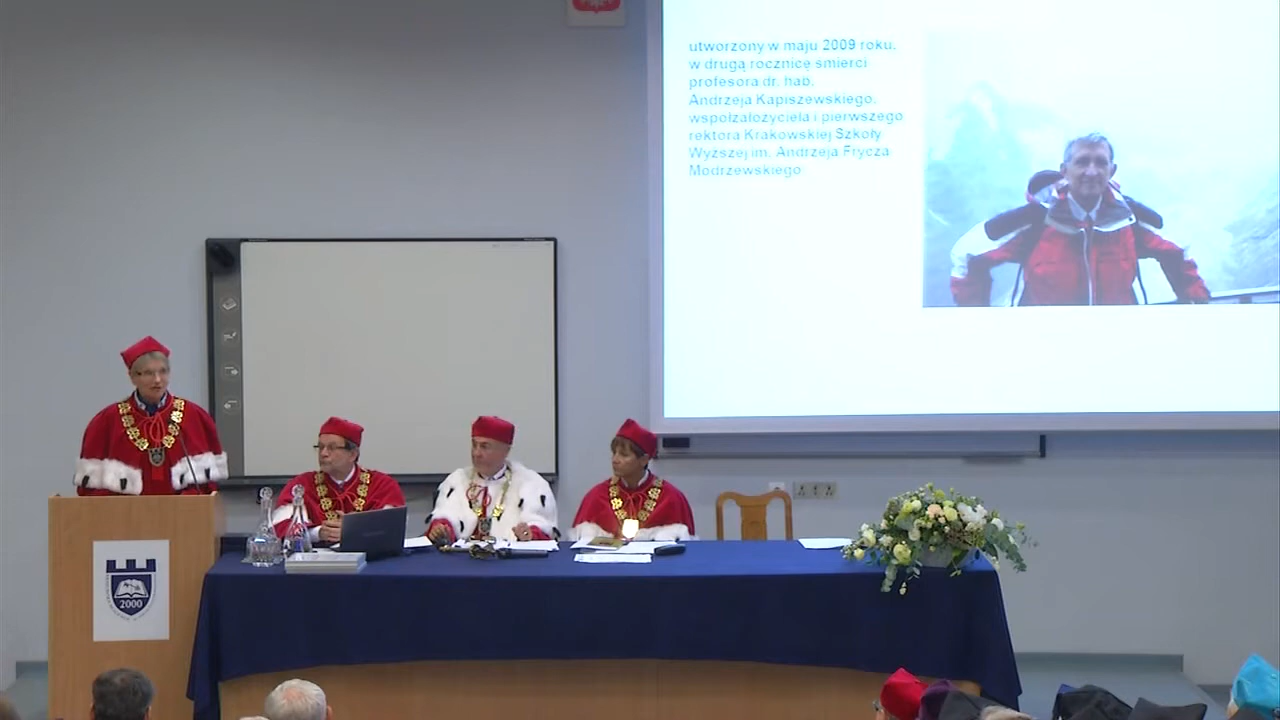 utworzony w maju 2009 roku,
w drugą rocznicę śmierci
profesora dr. hab.
Andrzeja Kapiszewskiego,
współzałożyciela i pierwszego
rektora Krakowskiej Szkoły
Wyższej im. Andrzeja Frycza
Modrzewskiego
2000